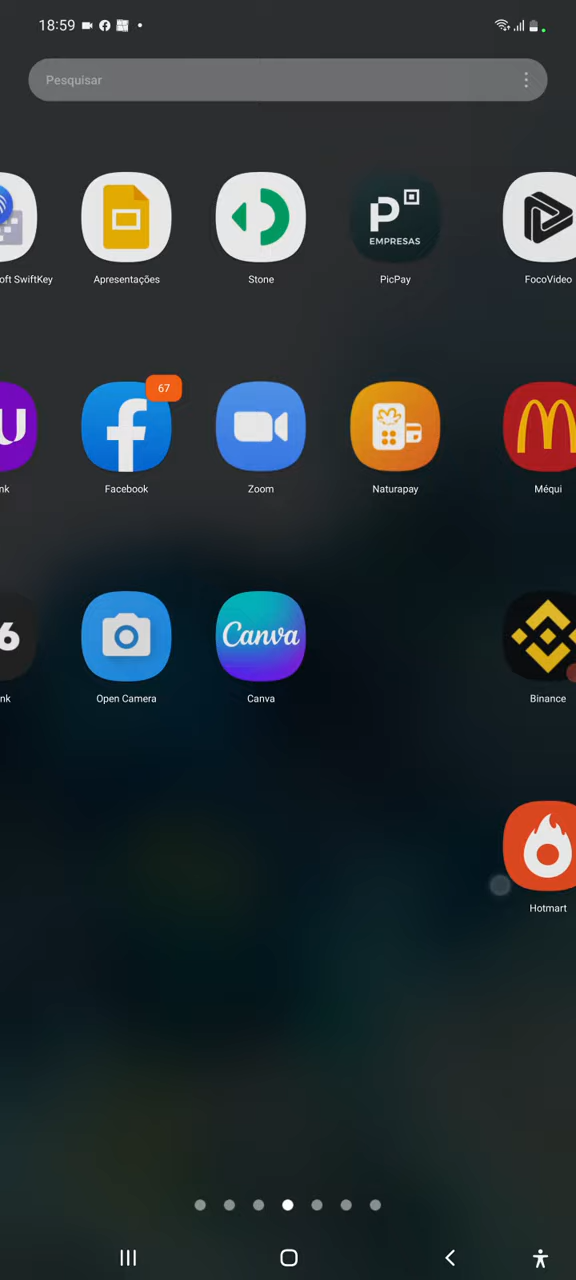 18:59
Pesquisar
P
EMPRESAS
oft SwiftKey
Apresentações
Stone
PicPay
FocoVideo
67
nk
Facebook
Zoom
Naturapay
Méqui
6
Canva
nk
Open Camera
Canva
Binance
Hotmart